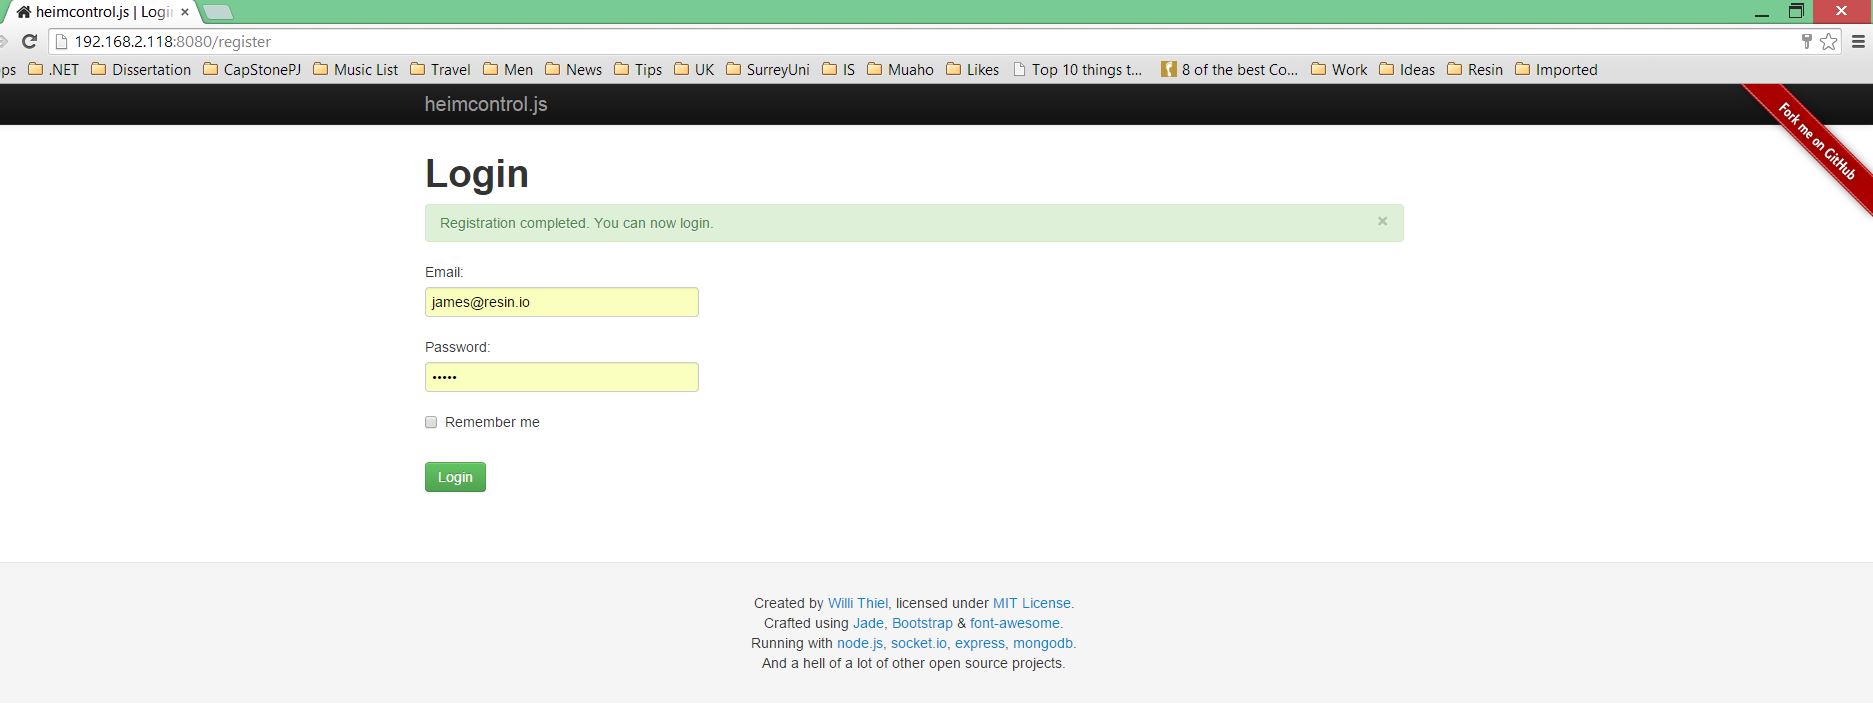 heimcontrol.js | Logi
192.168.2.118:8080/register
ps .NET Dissertation CapStonePJ Music List Travel Men News Tips UK SurreyUni IS Muaho Likes Top 10 things t... 8 of the best Co... Work Ideas Resin Imported
heimcontrol.js
Fork me on GitHub
Login
Registration completed. You can now login. ×
Email:
james@resin.io
Password:
•••••
Remember me
Login
Created by Willi Thiel, licensed under MIT License.
Crafted using Jade, Bootstrap & font-awesome.
Running with node.js, socket.io, express, mongodb.
And a hell of a lot of other open source projects.